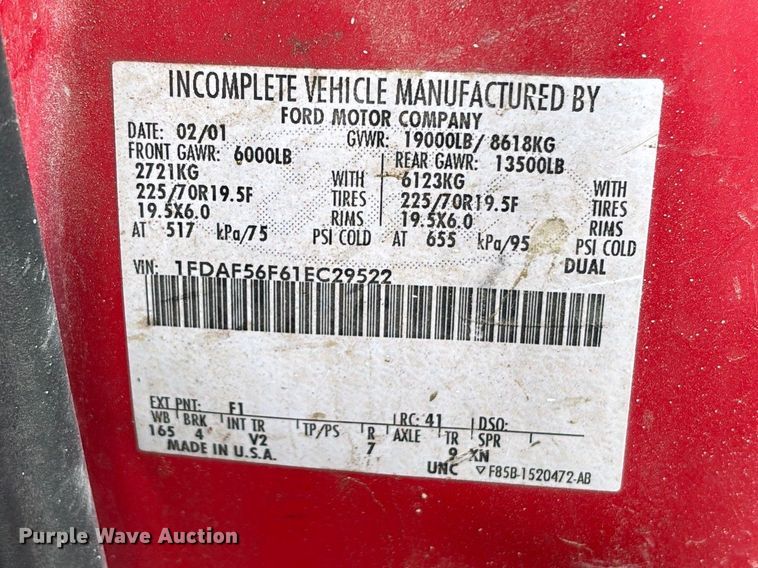 INCOMPLETE VEHICLE MANUFACTURED BY
FORD MOTOR COMPANY
DATE: 02/01 GVWR: 19000LB/ 8618KG
FRONT GAWR: 6000LB REAR GAWR: 13500LB
2721KG WITH 6123KG WITH
225/70R19.5F TIRES 225/70R19.5F TIRES
19.5X6.0 RIMS 19.5X6.0 RIMS
AT 517 kPa/75 PSI COLD AT 655 kPa/95 PSI COLD
DUAL
VIN: 1FDAF56F61EC29522
EXT PNT: F1 RC: 41 DSO:
WB BRK INT TR TP/PS R AXLE TR SPR
165 4 V2 7 9 XN
MADE IN U.S.A. UNC ▽ F85B-1520472-AB
Purple Wave Auction